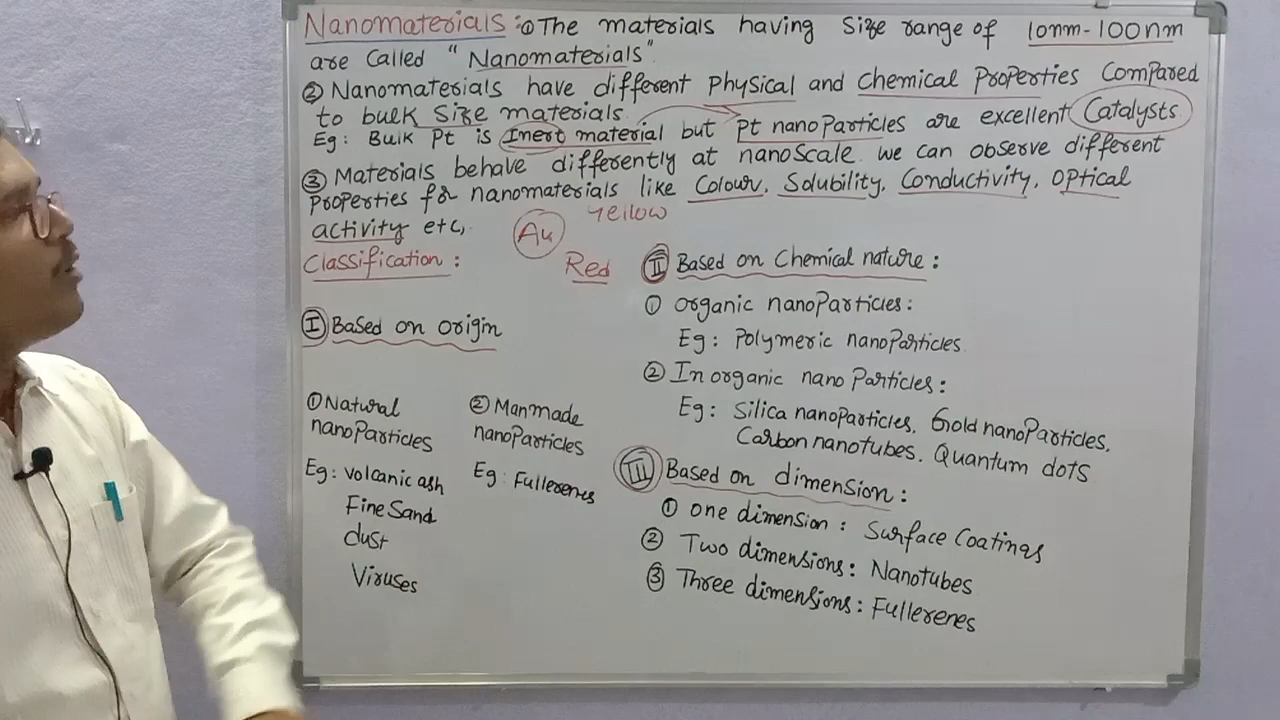 Nanomaterials : ① The materials having size range of 10nm-100nm
are called "Nanomaterials"
② Nanomaterials have different Physical and Chemical Properties Compared
to bulk size materials.
Eg: Bulk Pt is Inert material but Pt nanoParticles are excellent Catalysts
③ Materials behave differently at nanoscale. we can observe different
Properties for nanomaterials like Colour, Solubility, Conductivity, Optical
activity etc,
Au
Yellow
Red
Classification :
Ⅰ Based on origin
① Natural
nanoParticles
Eg: volcanic ash
Fine Sand
dust
Viruses
② Manmade
nanoParticles
Eg: Fullerenes
Ⅱ Based on Chemical nature :
① organic nanoParticles:
Eg: Polymeric nanoParticles
② Inorganic nano Particles:
Eg: Silica nanoParticles, Gold nanoParticles,
Carbon nanotubes. Quantum dots
Ⅲ Based on dimension :
① one dimension : Surface Coatings
② Two dimensions: Nanotubes
③ Three dimensions: Fullerenes